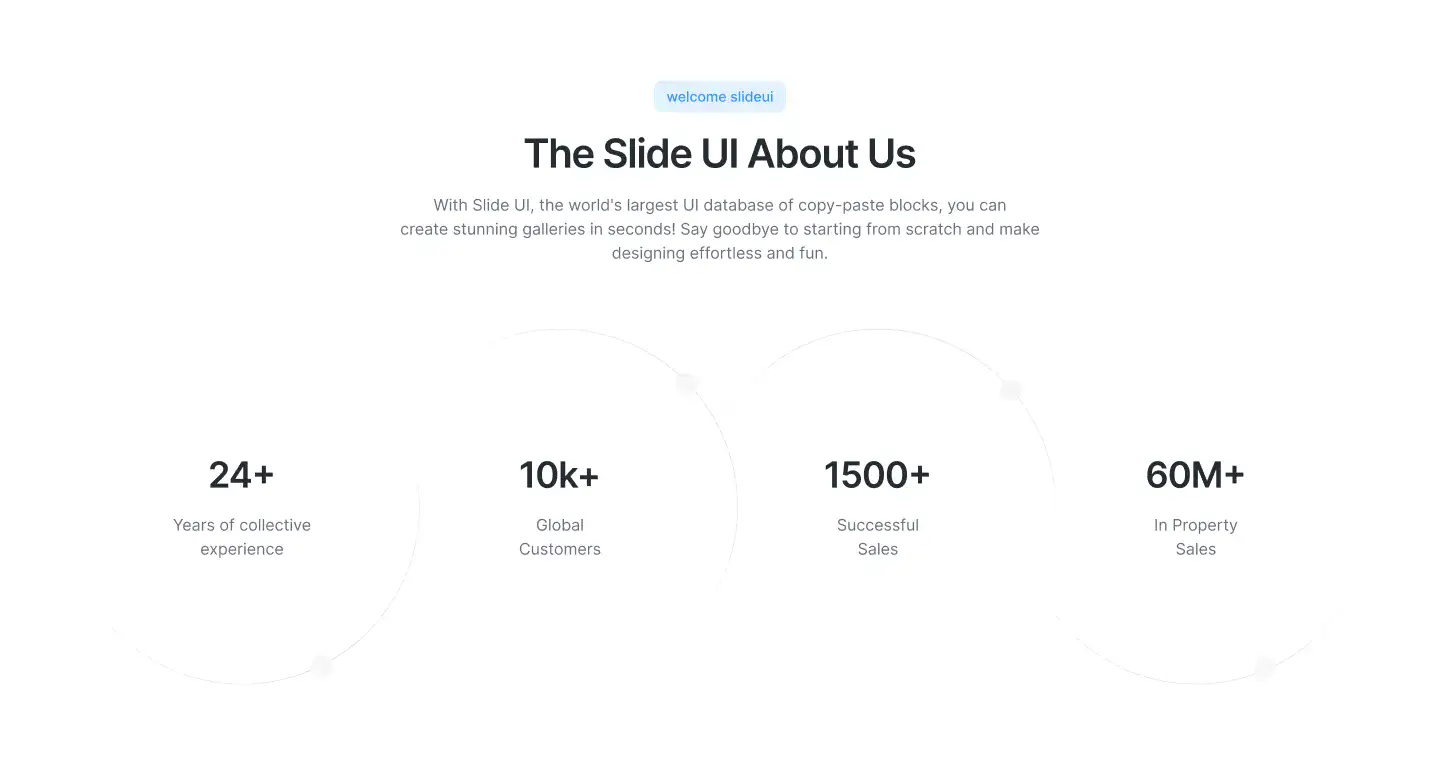 welcome slideui
The Slide UI About Us
With Slide UI, the world's largest UI database of copy-paste blocks, you can
create stunning galleries in seconds! Say goodbye to starting from scratch and make
designing effortless and fun.
24+
Years of collective
experience
10k+
Global
Customers
1500+
Successful
Sales
60M+
In Property
Sales